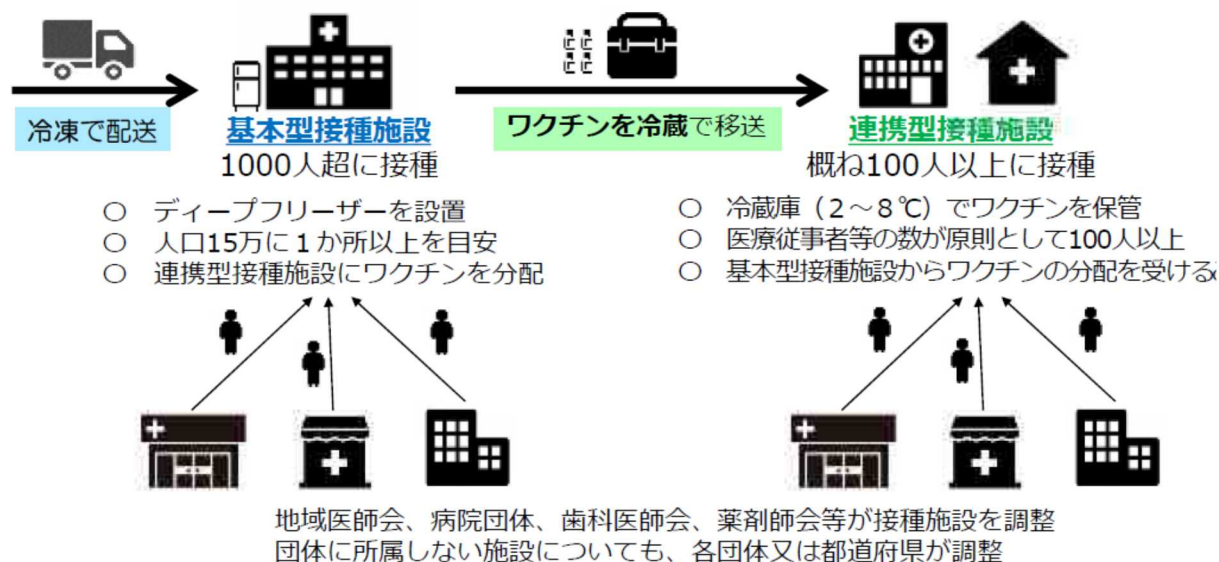 冷凍で配送
基本型接種施設
1000人超に接種
○ ディープフリーザーを設置
○ 人口15万に１か所以上を目安
○ 連携型接種施設にワクチンを分配
ワクチンを冷蔵で移送
連携型接種施設
概ね100人以上に接種
○ 冷蔵庫（２～８℃）でワクチンを保管
○ 医療従事者等の数が原則として100人以上
○ 基本型接種施設からワクチンの分配を受ける
地域医師会、病院団体、歯科医師会、薬剤師会等が接種施設を調整
団体に所属しない施設についても、各団体又は都道府県が調整